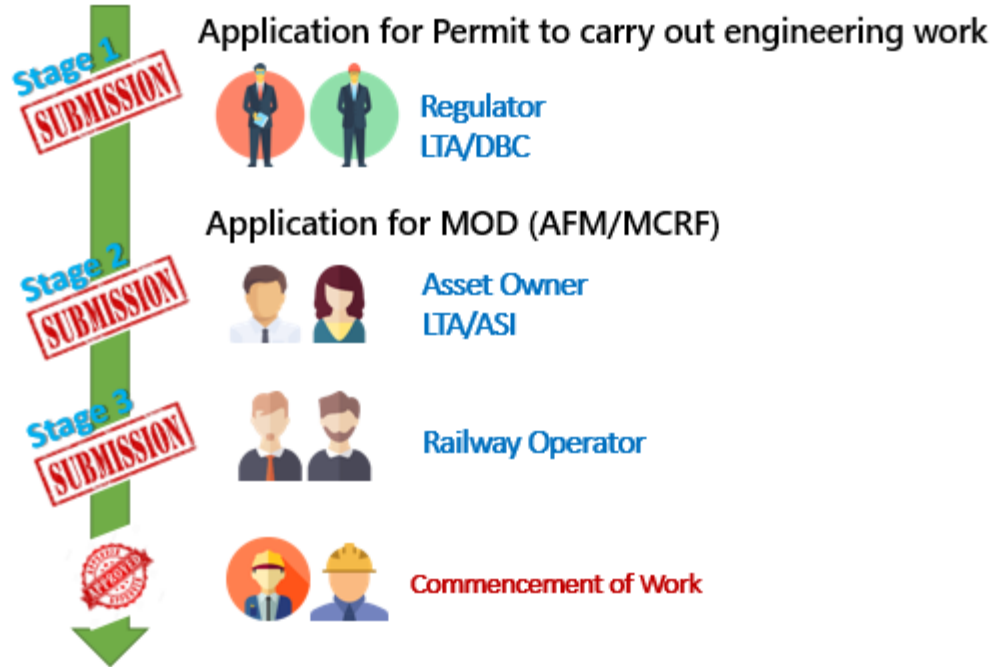 Application for Permit to carry out engineering work
Stage 1
SUBMISSION
Regulator
LTA/DBC
Application for MOD (AFM/MCRF)
Stage 2
SUBMISSION
Asset Owner
LTA/ASI
Stage 3
SUBMISSION
Railway Operator
APPROVED
Commencement of Work